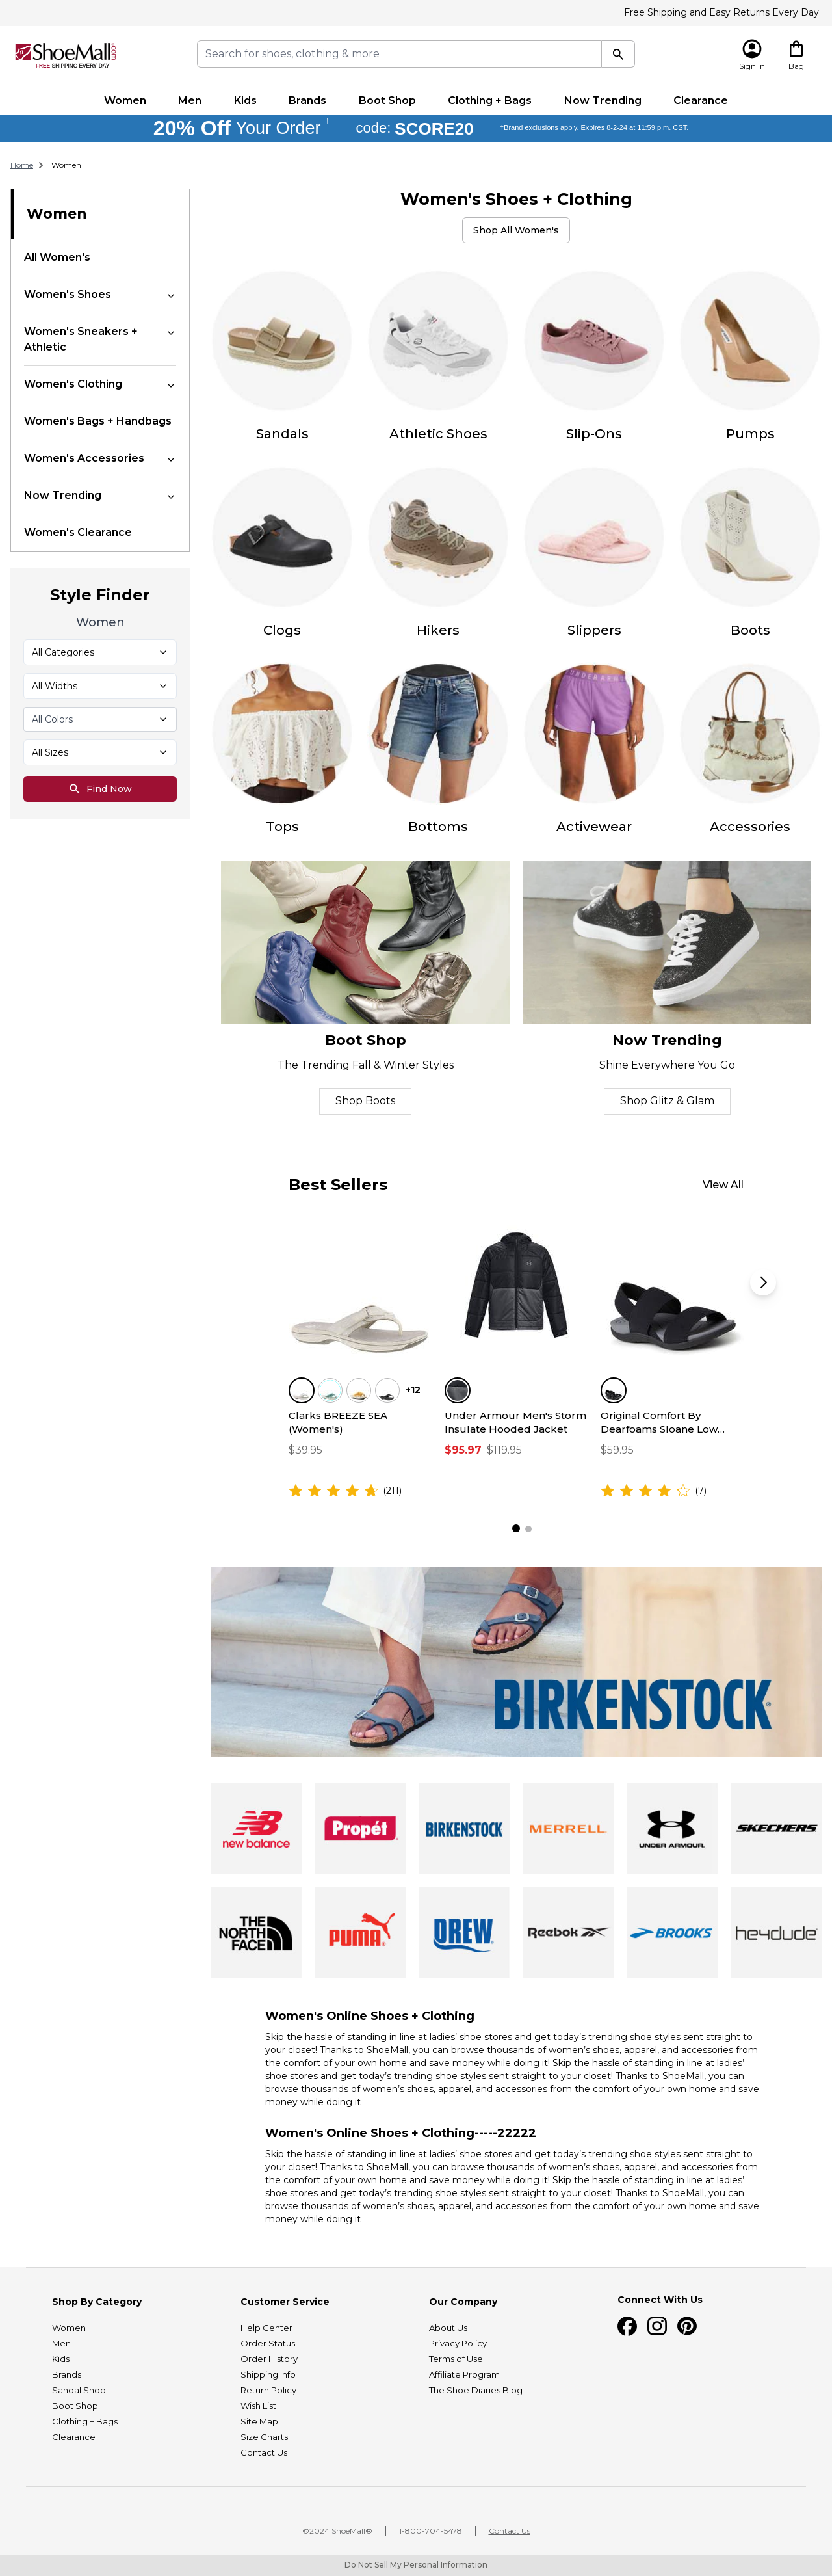 Free Shipping and Easy Returns Every Day
ShoeMall.com
FREE SHIPPING EVERY DAY
Search for shoes, clothing & more
Sign In
Bag
Women Men Kids Brands Boot Shop Clothing + Bags Now Trending Clearance
20% Off Your Order † code: SCORE20 †Brand exclusions apply. Expires 8-2-24 at 11:59 p.m. CST.
Home > Women
Women
All Women's
Women's Shoes
Women's Sneakers +
Athletic
Women's Clothing
Women's Bags + Handbags
Women's Accessories
Now Trending
Women's Clearance
Style Finder
Women
All Categories
All Widths
All Colors
All Sizes
Find Now
Women's Shoes + Clothing
Shop All Women's
Sandals Athletic Shoes Slip-Ons Pumps
Clogs Hikers Slippers Boots
UNDER ARM
Tops Bottoms Activewear Accessories
Boot Shop
The Trending Fall & Winter Styles
Shop Boots
Now Trending
Shine Everywhere You Go
Shop Glitz & Glam
Best Sellers
View All
+12
Clarks BREEZE SEA
(Women's)
$39.95
(211)
Under Armour Men's Storm
Insulate Hooded Jacket
$95.97 $119.95
Original Comfort By
Dearfoams Sloane Low...
$59.95
(7)
BIRKENSTOCK®
new balance
Propét
BIRKENSTOCK
MERRELL
UNDER ARMOUR.
SKECHERS
THE
NORTH
FACE
PUMA
DREW
Reebok
BROOKS
heydude
Women's Online Shoes + Clothing
Skip the hassle of standing in line at ladies’ shoe stores and get today’s trending shoe styles sent straight to
your closet! Thanks to ShoeMall, you can browse thousands of women’s shoes, apparel, and accessories from
the comfort of your own home and save money while doing it! Skip the hassle of standing in line at ladies’
shoe stores and get today’s trending shoe styles sent straight to your closet! Thanks to ShoeMall, you can
browse thousands of women’s shoes, apparel, and accessories from the comfort of your own home and save
money while doing it
Women's Online Shoes + Clothing-----22222
Skip the hassle of standing in line at ladies’ shoe stores and get today’s trending shoe styles sent straight to
your closet! Thanks to ShoeMall, you can browse thousands of women’s shoes, apparel, and accessories from
the comfort of your own home and save money while doing it! Skip the hassle of standing in line at ladies’
shoe stores and get today’s trending shoe styles sent straight to your closet! Thanks to ShoeMall, you can
browse thousands of women’s shoes, apparel, and accessories from the comfort of your own home and save
money while doing it
Shop By Category
Women
Men
Kids
Brands
Sandal Shop
Boot Shop
Clothing + Bags
Clearance
Customer Service
Help Center
Order Status
Order History
Shipping Info
Return Policy
Wish List
Site Map
Size Charts
Contact Us
Our Company
About Us
Privacy Policy
Terms of Use
Affiliate Program
The Shoe Diaries Blog
Connect With Us
©2024 ShoeMall® | 1-800-704-5478 | Contact Us
Do Not Sell My Personal Information